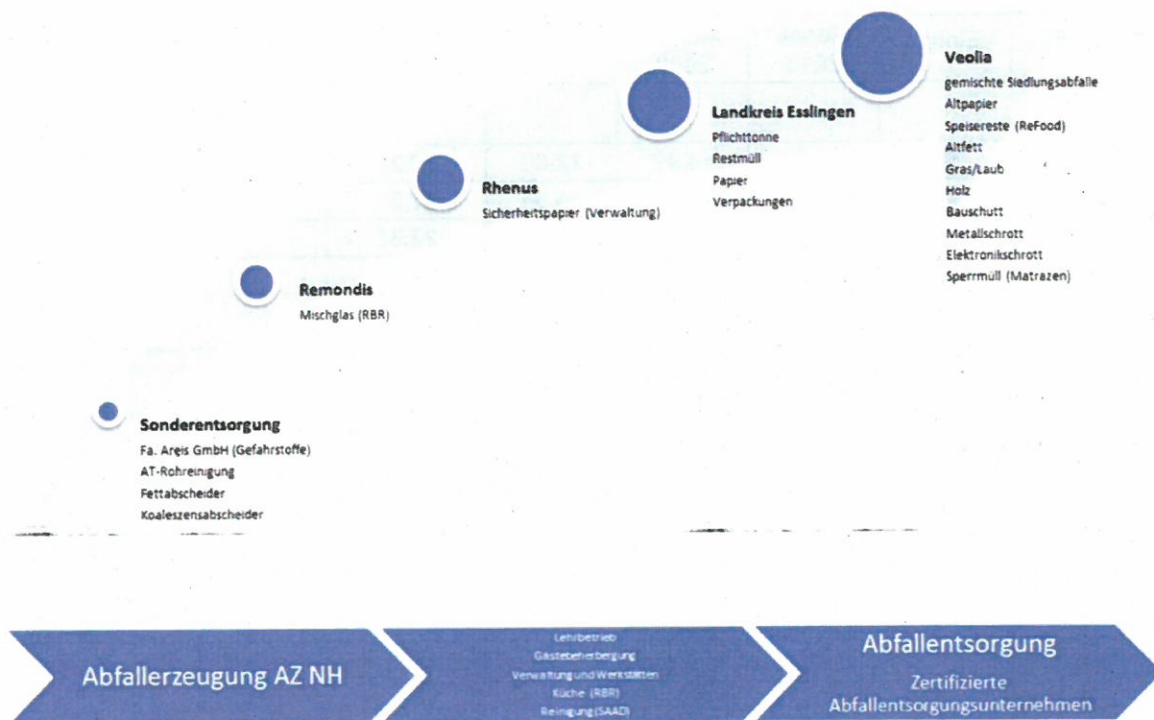 Veolia
gemischte Siedlungsabfälle
Altpapier
Speisereste (ReFood)
Altfett
Gras/Laub
Holz
Bauschutt
Metallschrott
Elektronikschrott
Sperrmüll (Matrazen)
Landkreis Esslingen
Pflichttonne
Restmüll
Papier
Verpackungen
Rhenus
Sicherheitspapier (Verwaltung)
Remondis
Mischglas (RBR)
Sonderentsorgung
Fa. Areis GmbH (Gefahrstoffe)
AT-Rohreinigung
Fettabscheider
Koaleszensabscheider
Abfallerzeugung AZ NH
Lehrbetrieb
Gästebeherbergung
Verwaltung und Werkstätten
Küche (RBR)
Reinigung (SAAD)
Abfallentsorgung
Zertifizierte
Abfallentsorgungsunternehmen